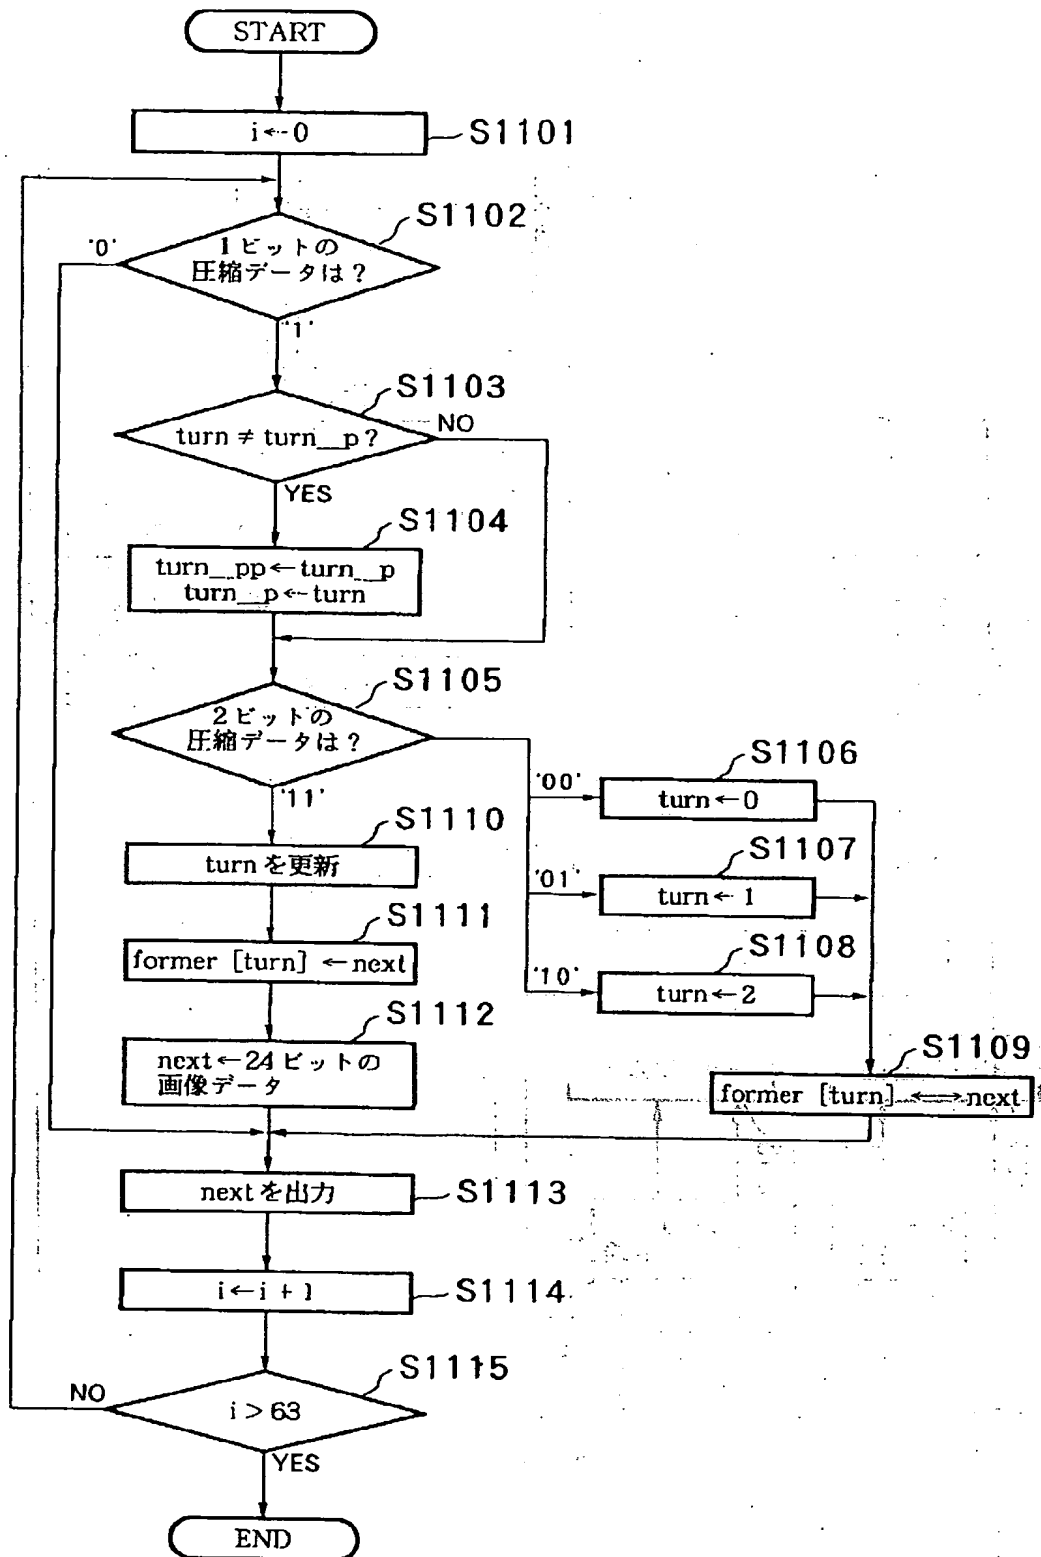 START
i←0
S1101
S1102
'0'
1ビットの
圧縮データは？
'1'
S1103
turn ≠ turn__p ?
NO
YES
S1104
turn__pp←turn__p
turn__p←turn
S1105
2ビットの
圧縮データは？
'11'
'00'
S1106
turn←0
'01'
S1107
turn←1
'10'
S1108
turn←2
S1109
former [turn] ⟷next
S1110
turnを更新
S1111
former [turn] ←next
S1112
next←24ビットの
画像データ
nextを出力
S1113
i←i + 1
S1114
S1115
NO
i > 63
YES
END